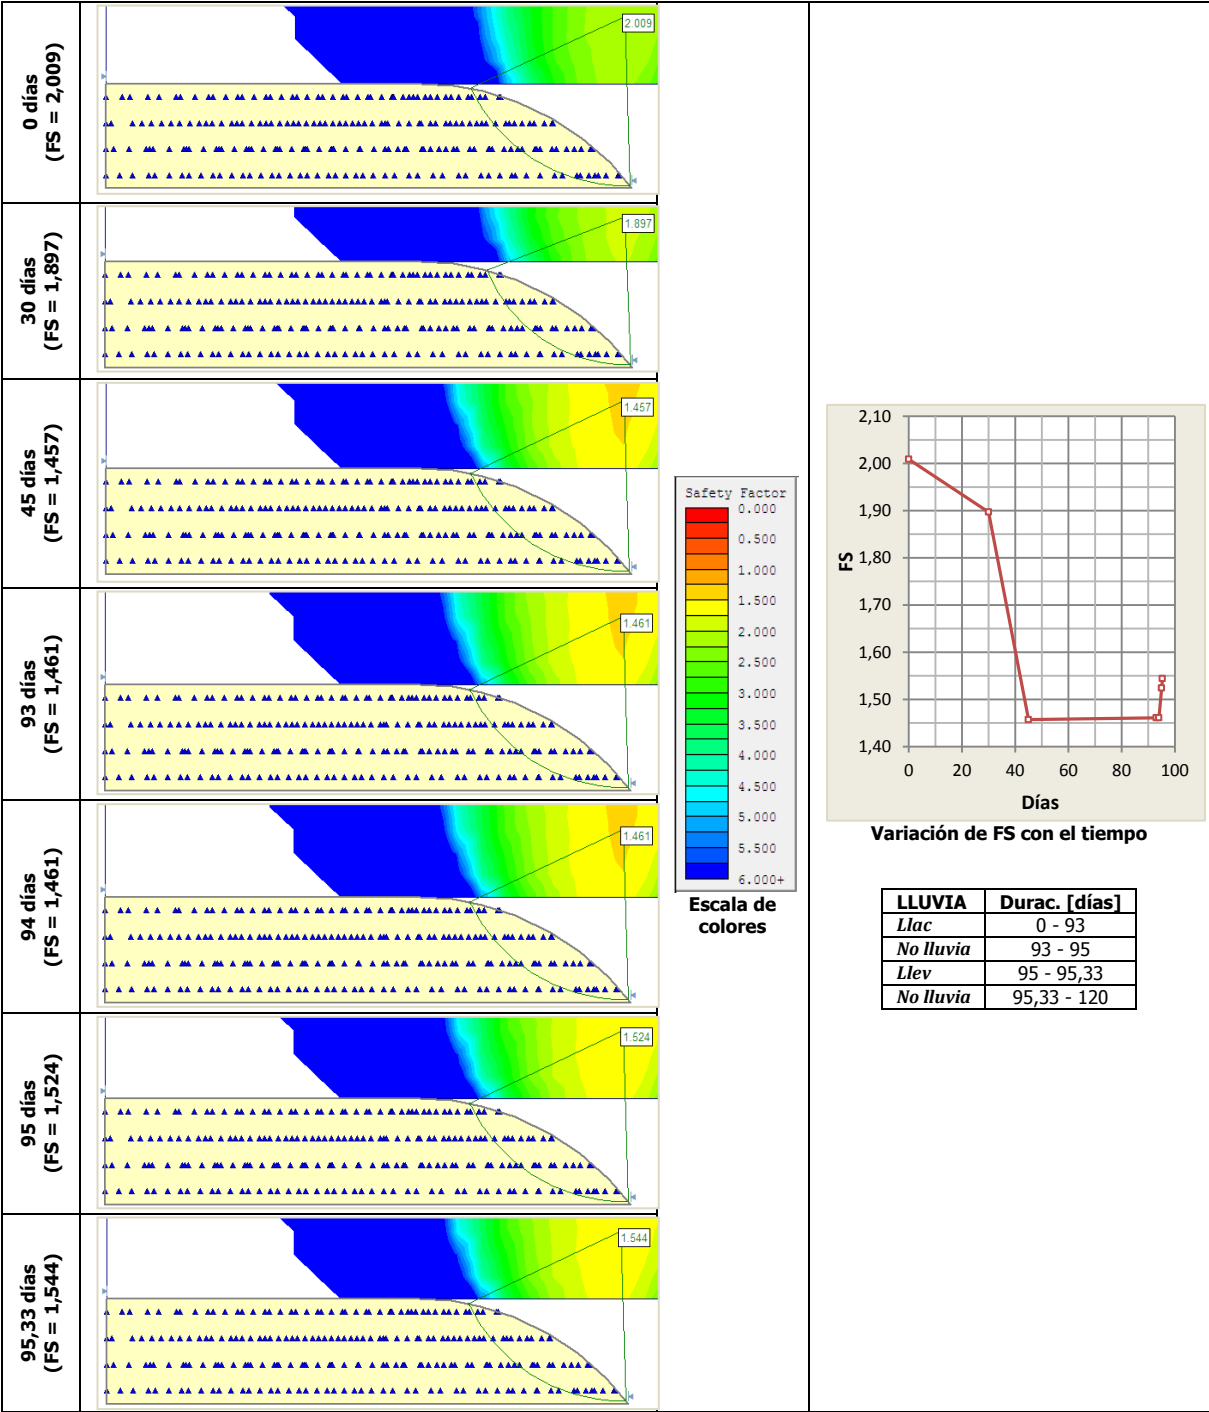 0 días
(FS = 2,009)
2.009
30 días
(FS = 1,897)
1.897
45 días
(FS = 1,457)
1.457
93 días
(FS = 1,461)
1.461
94 días
(FS = 1,461)
1.461
95 días
(FS = 1,524)
1.524
95,33 días
(FS = 1,544)
1.544
Safety Factor
0.000
0.500
1.000
1.500
2.000
2.500
3.000
3.500
4.000
4.500
5.000
5.500
6.000+
Escala de
colores
2,10
2,00
1,90
1,80
1,70
1,60
1,50
1,40
FS
0 20 40 60 80 100
Días
Variación de FS con el tiempo
LLUVIA Durac. [días]
Llac 0 - 93
No lluvia 93 - 95
Llev 95 - 95,33
No lluvia 95,33 - 120